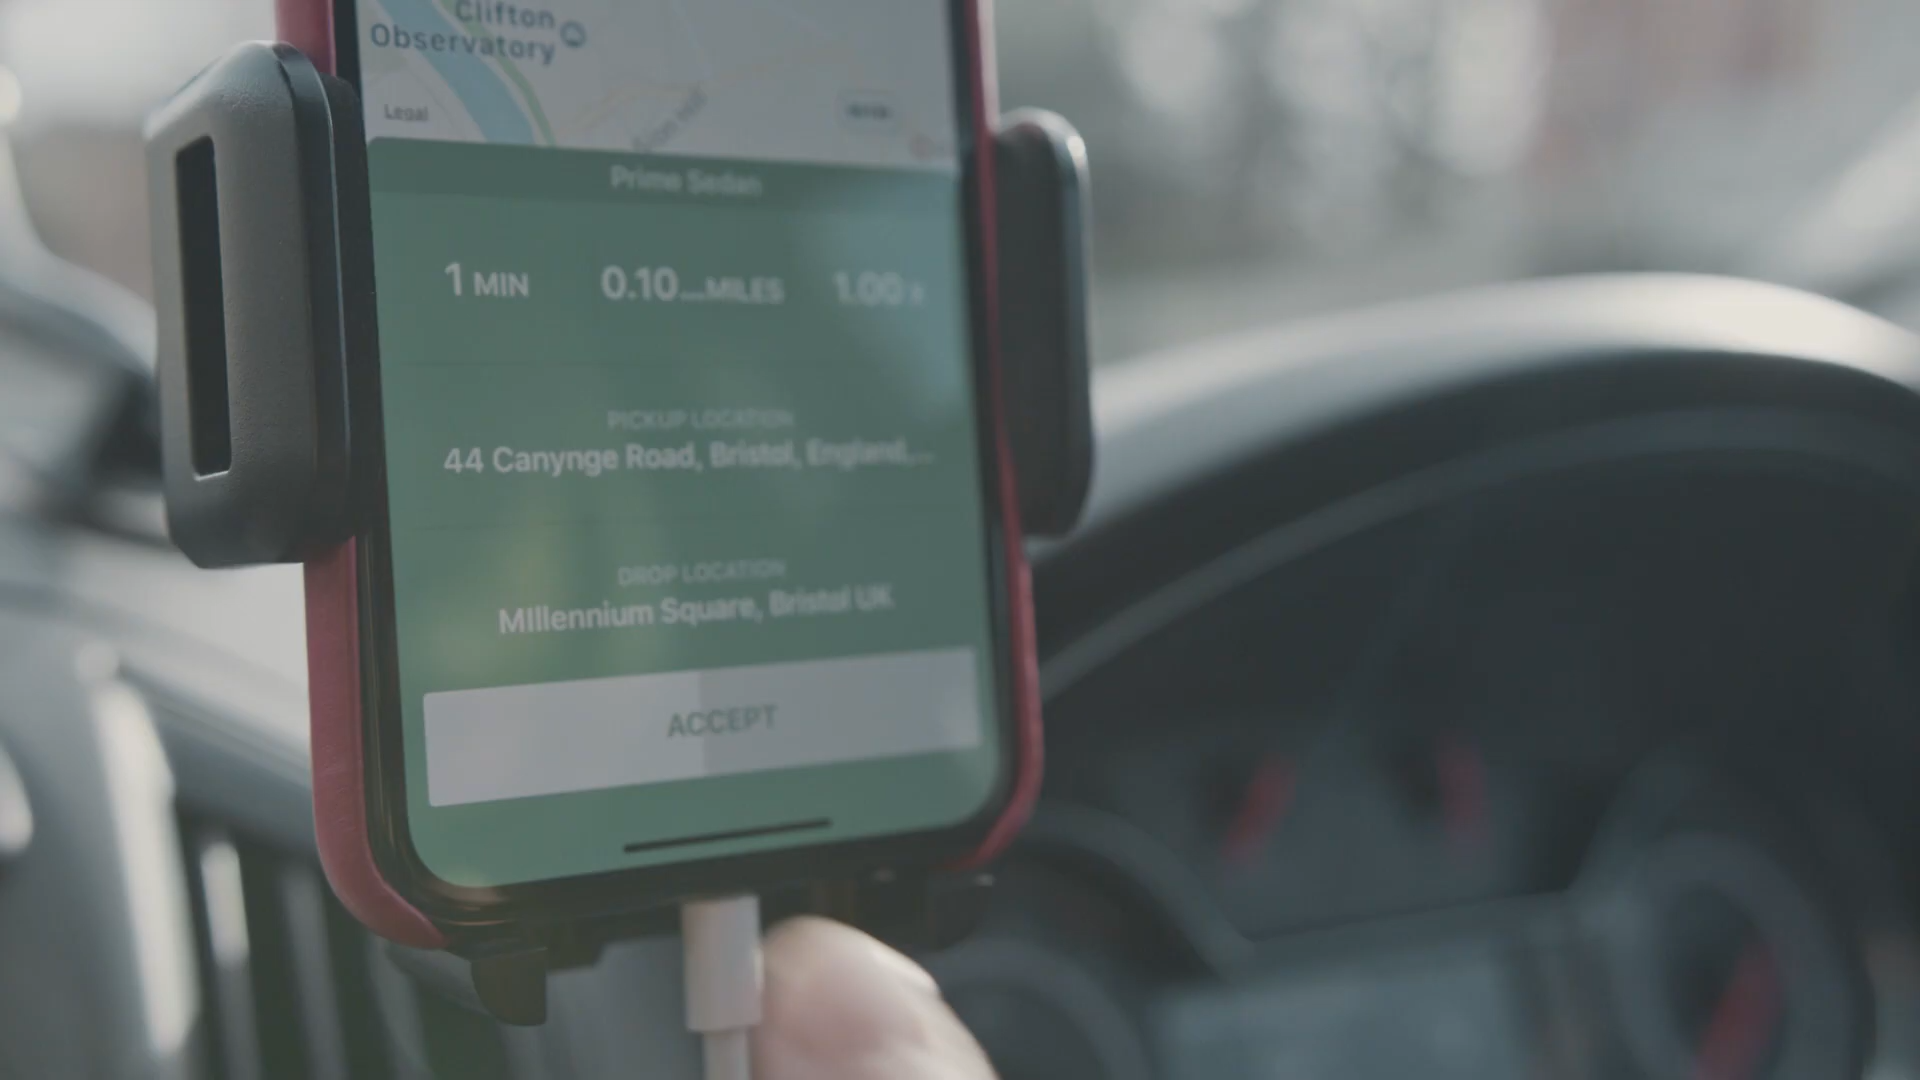 Clifton
Observatory
Legal
Prime Sedan
1 MIN 0.10...MILES 1.00 x
PICKUP LOCATION
44 Canynge Road, Bristol, England,...
DROP LOCATION
MIllennium Square, Bristol UK
ACCEPT